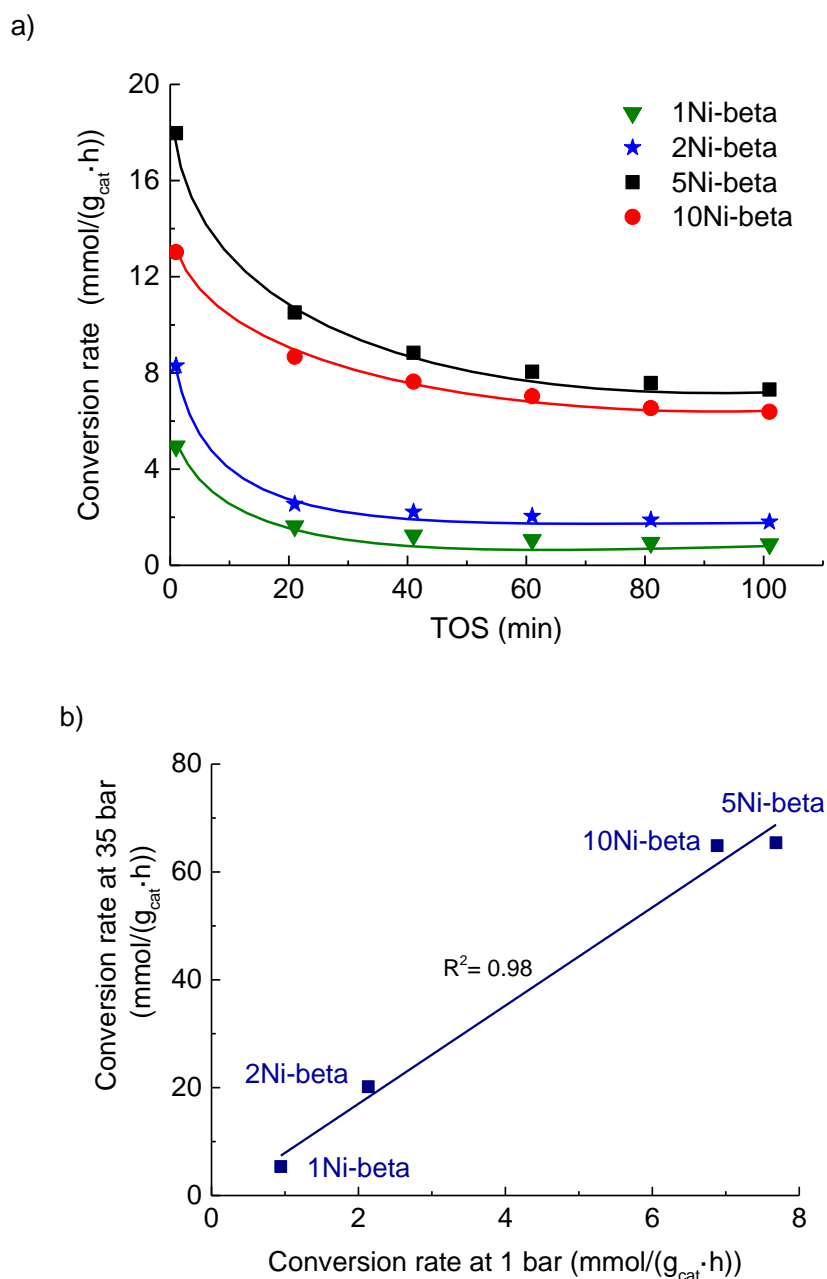 a)
20
16
12
8
4
0
Conversion rate (mmol/(g_cat·h))
1Ni-beta
2Ni-beta
5Ni-beta
10Ni-beta
0 20 40 60 80 100
TOS (min)
b)
80
60
40
20
0
Conversion rate at 35 bar
(mmol/(g_cat·h))
5Ni-beta
10Ni-beta
R²= 0.98
2Ni-beta
1Ni-beta
0 2 4 6 8
Conversion rate at 1 bar (mmol/(g_cat·h))